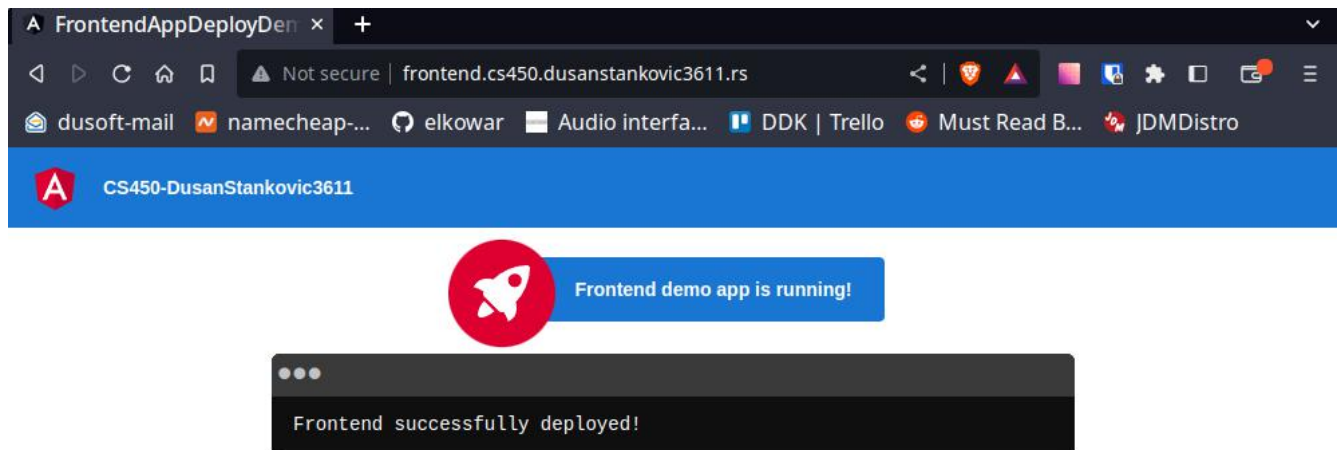 FrontendAppDeployDem
Not secure frontend.cs450.dusanstankovic3611.rs
dusoft-mail namecheap-... elkowar Audio interfa... DDK | Trello Must Read B... JDMDistro
CS450-DusanStankovic3611
Frontend demo app is running!
Frontend successfully deployed!